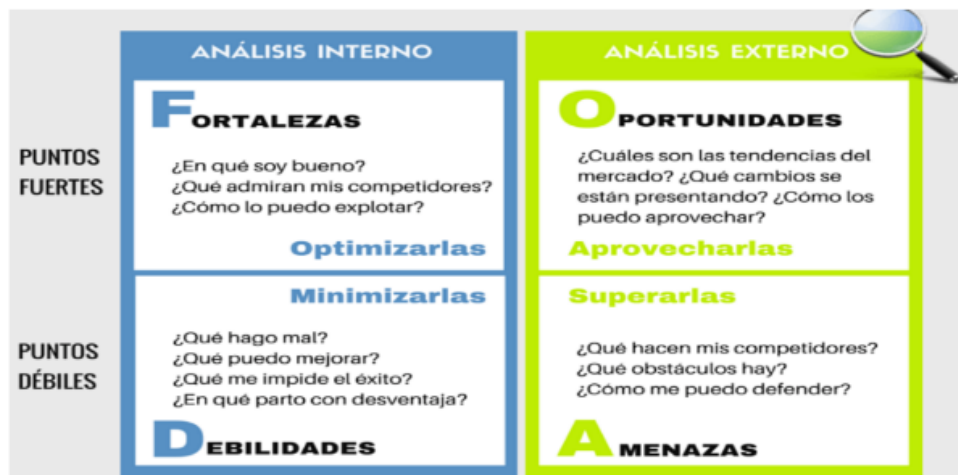 ANÁLISIS INTERNO
ANÁLISIS EXTERNO
PUNTOS
FUERTES
FORTALEZAS
¿En qué soy bueno?
¿Qué admiran mis competidores?
¿Cómo lo puedo explotar?
Optimizarlas
OPORTUNIDADES
¿Cuáles son las tendencias del
mercado? ¿Qué cambios se
están presentando? ¿Cómo los
puedo aprovechar?
Aprovecharlas
PUNTOS
DÉBILES
Minimizarlas
¿Qué hago mal?
¿Qué puedo mejorar?
¿Qué me impide el éxito?
¿En qué parto con desventaja?
DEBILIDADES
Superarlas
¿Qué hacen mis competidores?
¿Qué obstáculos hay?
¿Cómo me puedo defender?
AMENAZAS